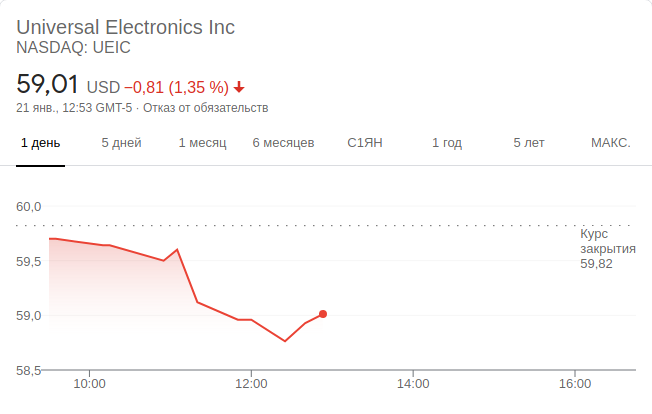 Universal Electronics Inc
NASDAQ: UEIC
59,01 USD −0,81 (1,35 %)
21 янв., 12:53 GMT-5 · Отказ от обязательств
1 день 5 дней 1 месяц 6 месяцев С1ЯН 1 год 5 лет МАКС.
60,0
Курс
закрытия
59,82
59,5
59,0
58,5
10:00 12:00 14:00 16:00